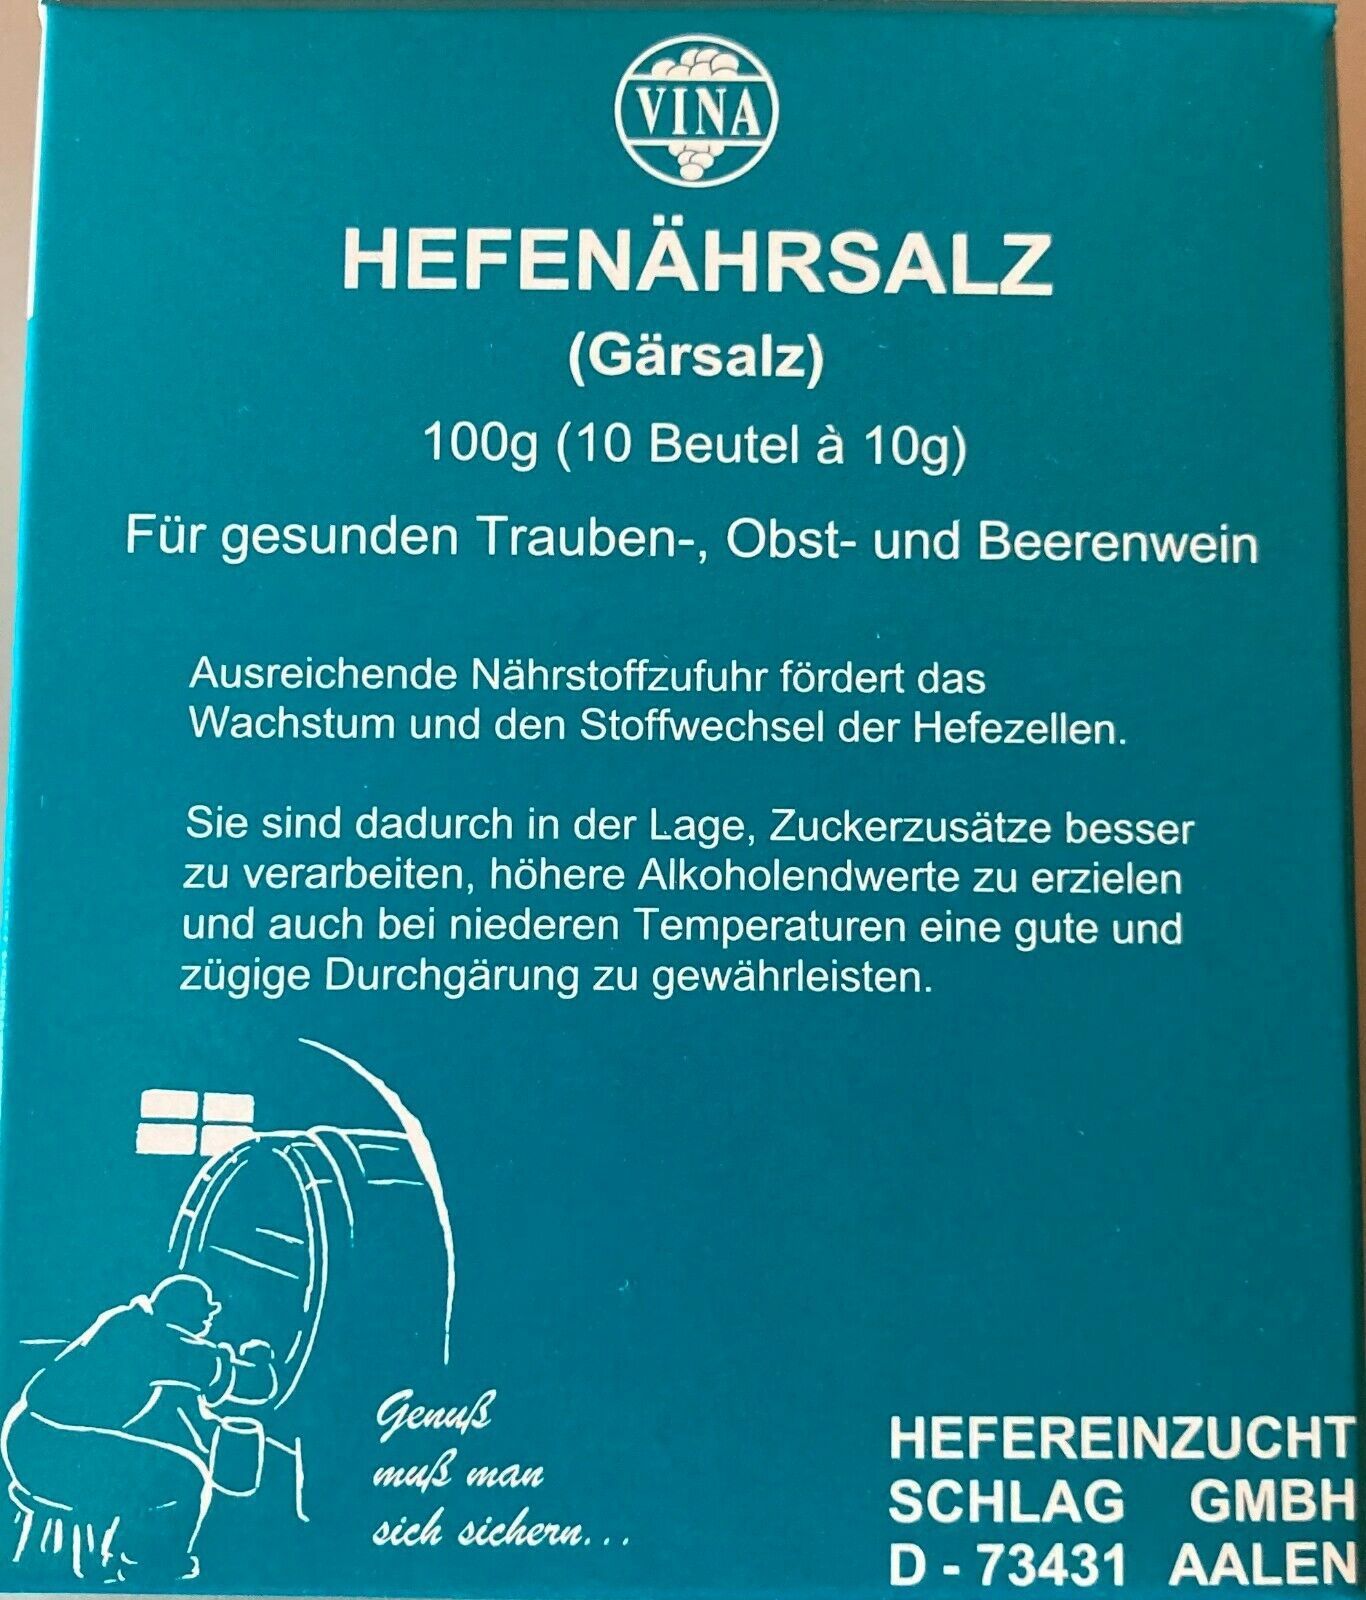 VINA
HEFENÄHRSALZ
(Gärsalz)
100g (10 Beutel à 10g)
Für gesunden Trauben-, Obst- und Beerenwein
Ausreichende Nährstoffzufuhr fördert das
Wachstum und den Stoffwechsel der Hefezellen.
Sie sind dadurch in der Lage, Zuckerzusätze besser
zu verarbeiten, höhere Alkoholendwerte zu erzielen
und auch bei niederen Temperaturen eine gute und
zügige Durchgärung zu gewährleisten.
Genuß
muß man
sich sichern...
HEFEREINZUCHT
SCHLAG GMBH
D - 73431 AALEN